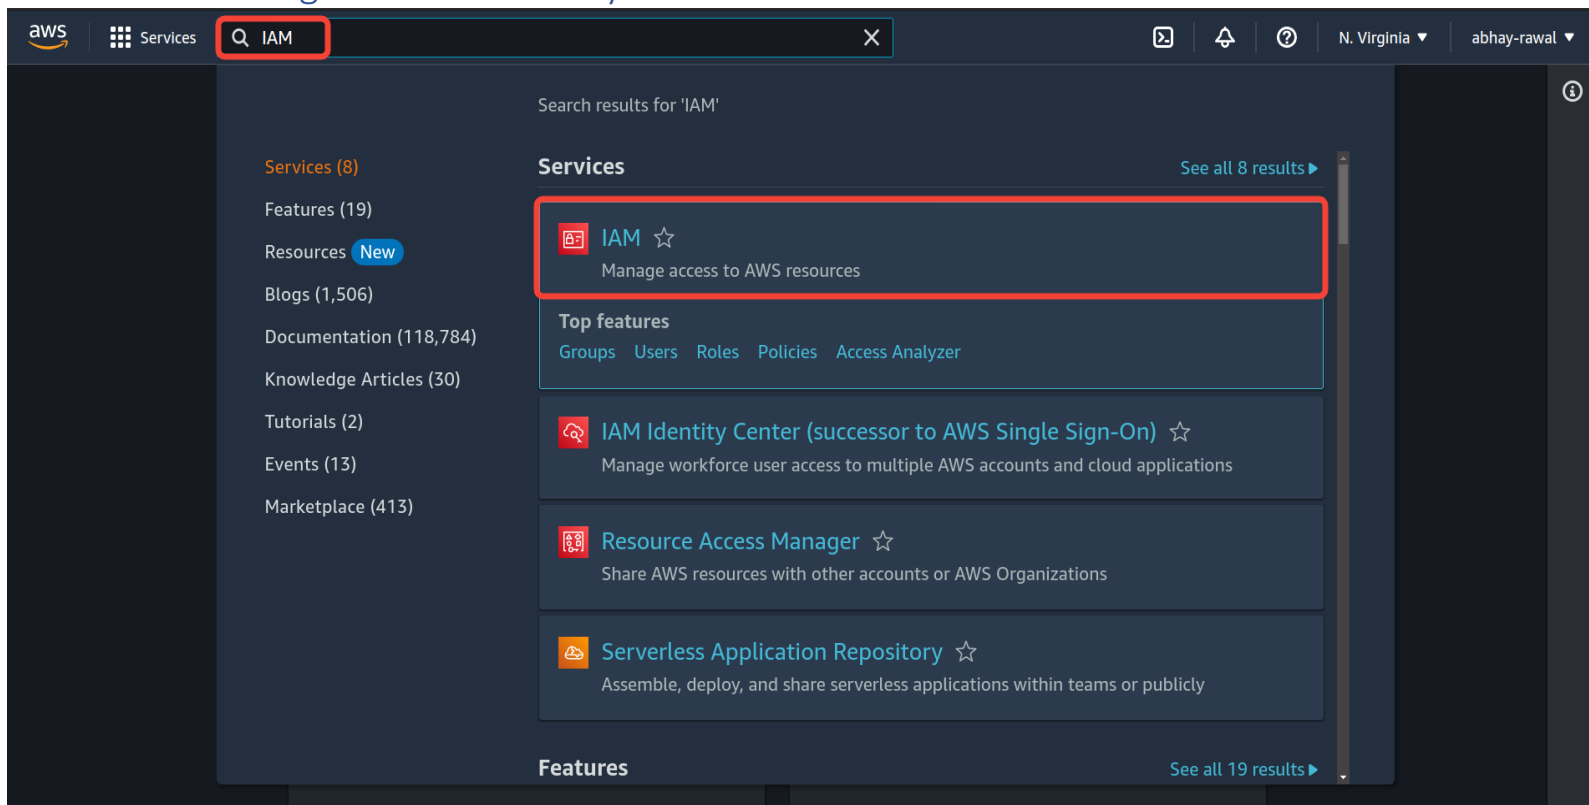 aws
Services
IAM
N. Virginia
abhay-rawal
Search results for 'IAM'
Services (8)
Features (19)
Resources New
Blogs (1,506)
Documentation (118,784)
Knowledge Articles (30)
Tutorials (2)
Events (13)
Marketplace (413)
Services
See all 8 results
IAM
Manage access to AWS resources
Top features
Groups Users Roles Policies Access Analyzer
IAM Identity Center (successor to AWS Single Sign-On)
Manage workforce user access to multiple AWS accounts and cloud applications
Resource Access Manager
Share AWS resources with other accounts or AWS Organizations
Serverless Application Repository
Assemble, deploy, and share serverless applications within teams or publicly
Features
See all 19 results